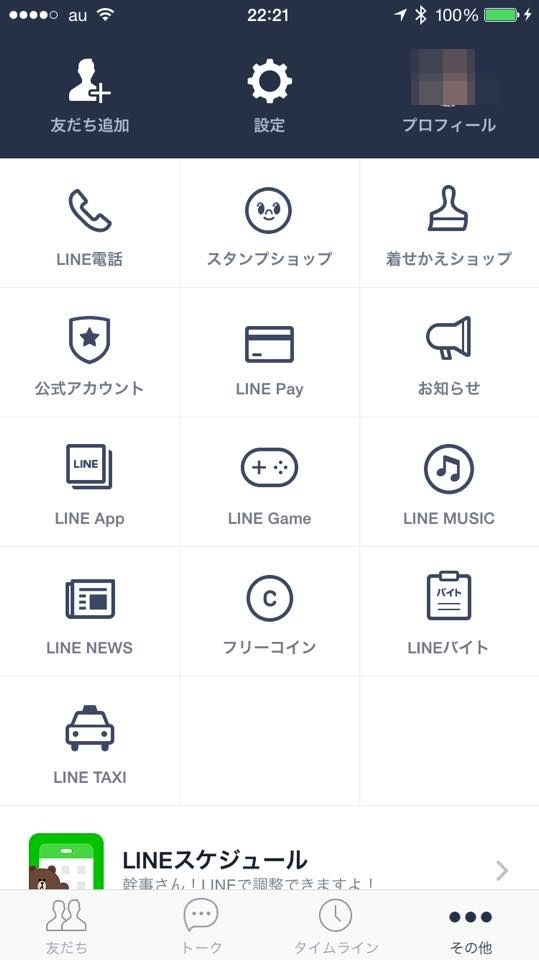 au 22:21 100%
友だち追加 設定 プロフィール
LINE電話 スタンプショップ 着せかえショップ
公式アカウント LINE Pay お知らせ
LINE
LINE App LINE Game LINE MUSIC
C バイト
LINE NEWS フリーコイン LINEバイト
LINE TAXI
LINEスケジュール
幹事さん！LINEで調整できますよ！
友だち トーク タイムライン その他